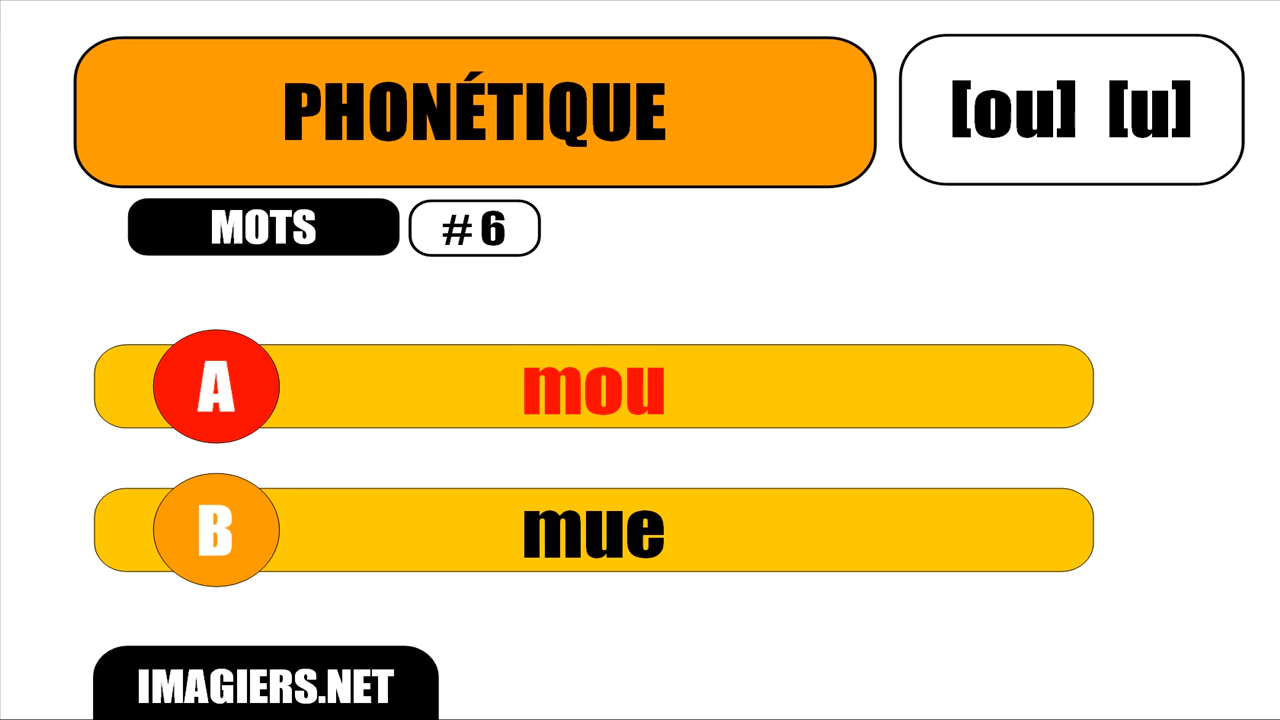 PHONÉTIQUE
[ou] [u]
MOTS
# 6
A
mou
B
mue
IMAGIERS.NET